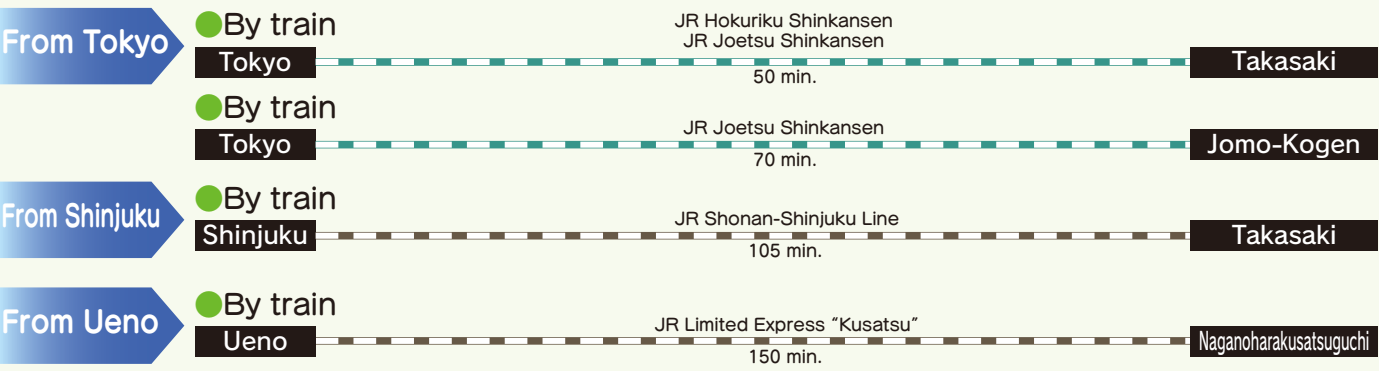 From Tokyo
By train
JR Hokuriku Shinkansen
JR Joetsu Shinkansen
Tokyo
Takasaki
50 min.
By train
JR Joetsu Shinkansen
Tokyo
Jomo-Kogen
70 min.
From Shinjuku
By train
JR Shonan-Shinjuku Line
Shinjuku
Takasaki
105 min.
From Ueno
By train
JR Limited Express “Kusatsu”
Ueno
Naganoharakusatsuguchi
150 min.